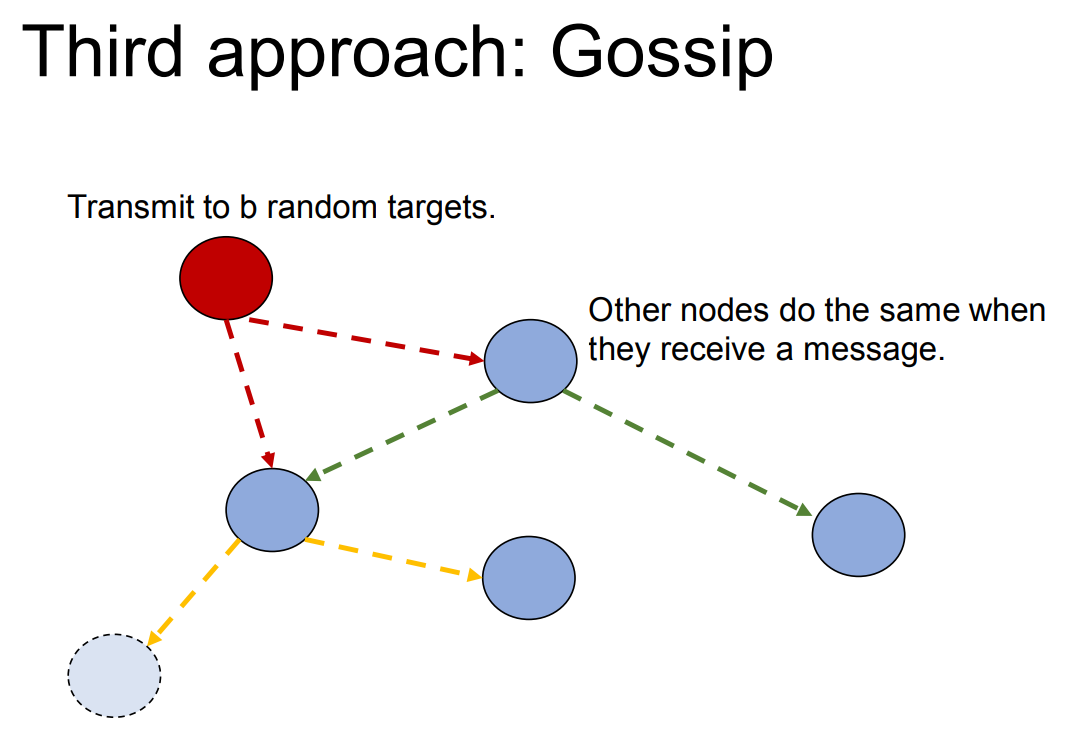 Third approach: Gossip
Transmit to b random targets.
Other nodes do the same when
they receive a message.